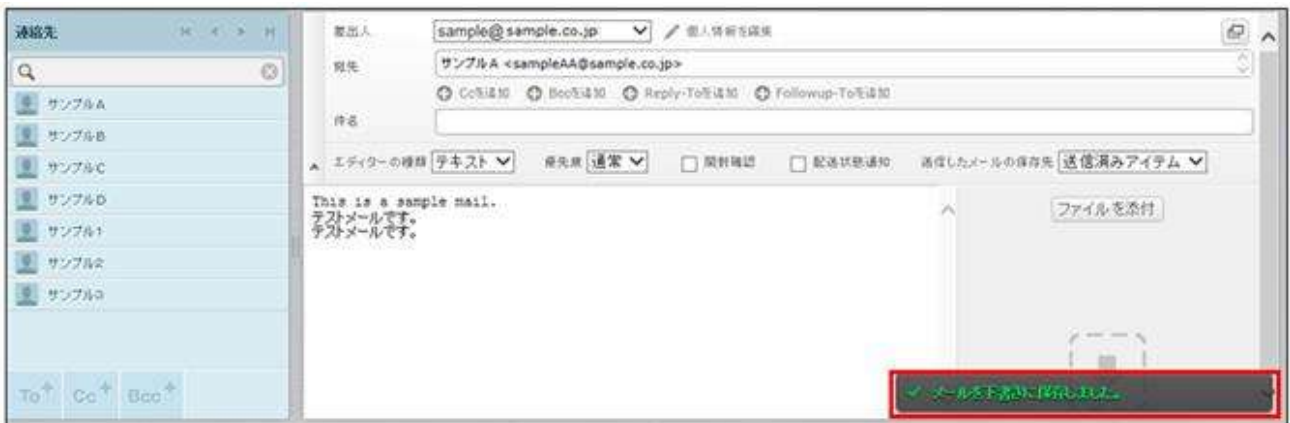 連絡先
サンプルA
サンプルB
サンプルC
サンプルD
サンプル1
サンプル2
サンプル3
To Cc Bcc
差出人 sample@sample.co.jp 個人情報を編集
宛先 サンプルA <sampleAA@sample.co.jp>
Ccを追加 Bccを追加 Reply-Toを追加 Followup-Toを追加
件名
エディターの種類 テキスト 優先度 通常 開封確認 配送状態通知 送信したメールの保存先 送信済みアイテム
This is a sample mail.
テストメールです。
テストメールです。
ファイルを添付
メールを下書きに保存しました。